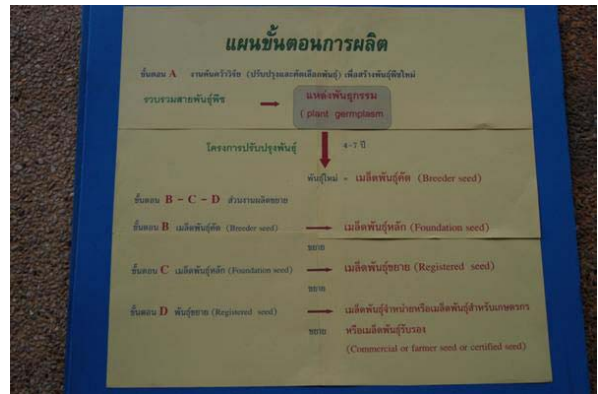 แผนขั้นตอนการผลิต
ขั้นตอน A งานค้นคว้าวิจัย (ปรับปรุงและคัดเลือกพันธุ์) เพื่อสร้างพันธุ์พืชใหม่
รวบรวมสายพันธุ์พืช → แหล่งพันธุกรรม
( plant germplasm
โครงการปรับปรุงพันธุ์ 4-7 ปี
พันธุ์ใหม่ - เมล็ดพันธุ์คัด (Breeder seed)
ขั้นตอน B - C - D ส่วนงานผลิตขยาย
ขั้นตอน B เมล็ดพันธุ์คัด (Breeder seed) → เมล็ดพันธุ์หลัก (Foundation seed)
ขยาย
ขั้นตอน C เมล็ดพันธุ์หลัก (Foundation seed) → เมล็ดพันธุ์ขยาย (Registered seed)
ขยาย
ขั้นตอน D พันธุ์ขยาย (Registered seed) → เมล็ดพันธุ์จำหน่ายหรือเมล็ดพันธุ์สำหรับเกษตรกร
ขยาย หรือเมล็ดพันธุ์รับรอง
(Commercial or farmer seed or certified seed)